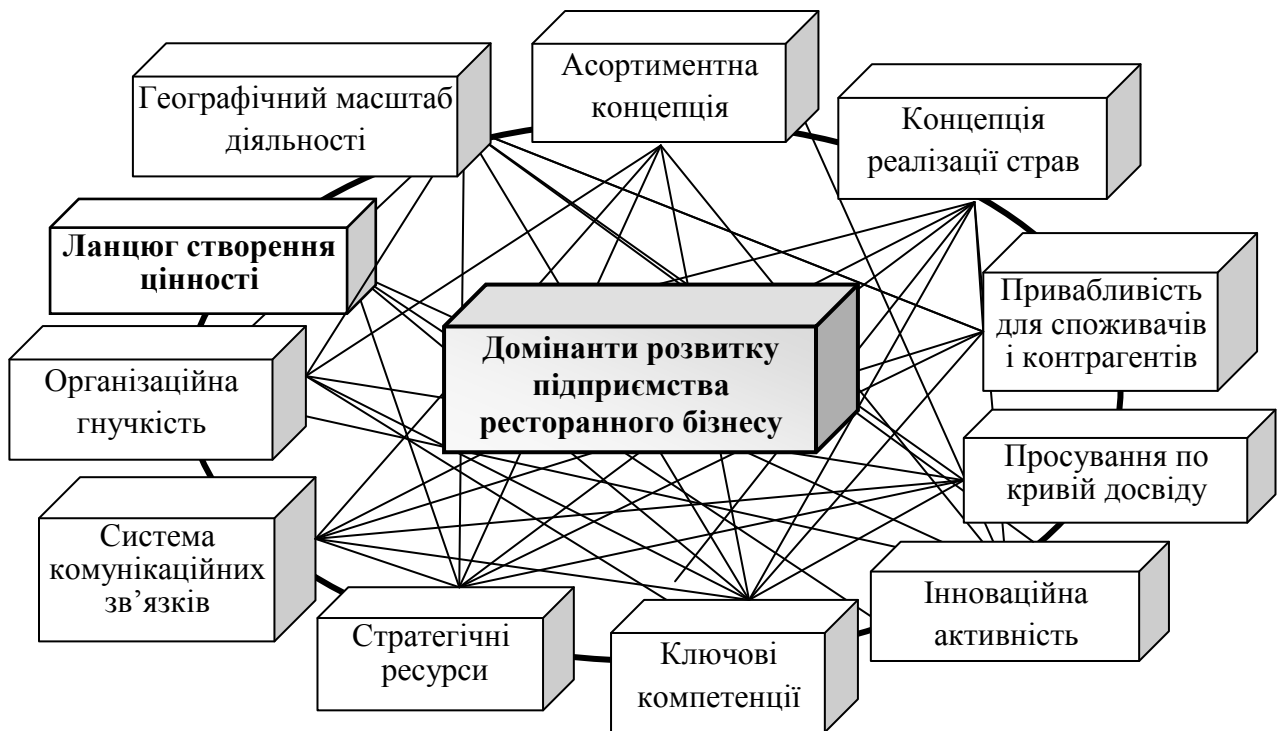 Асортиментна
концепція
Географічний масштаб
діяльності
Концепція
реалізації страв
Ланцюг створення
цінності
Привабливість
для споживачів
і контрагентів
Домінанти розвитку
підприємства
ресторанного бізнесу
Організаційна
гнучкість
Просування по
кривій досвіду
Система
комунікаційних
зв’язків
Інноваційна
активність
Стратегічні
ресурси
Ключові
компетенції